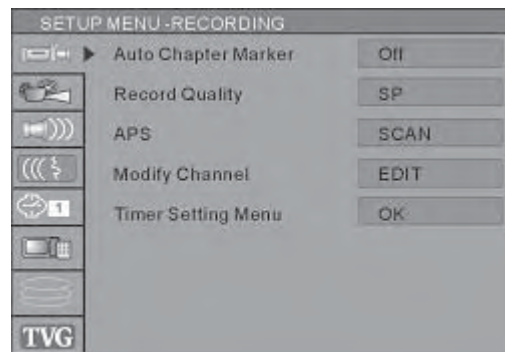 SETUP MENU -RECORDING
Auto Chapter Marker Off
Record Quality SP
APS SCAN
Modify Channel EDIT
1
Timer Setting Menu OK
TVG